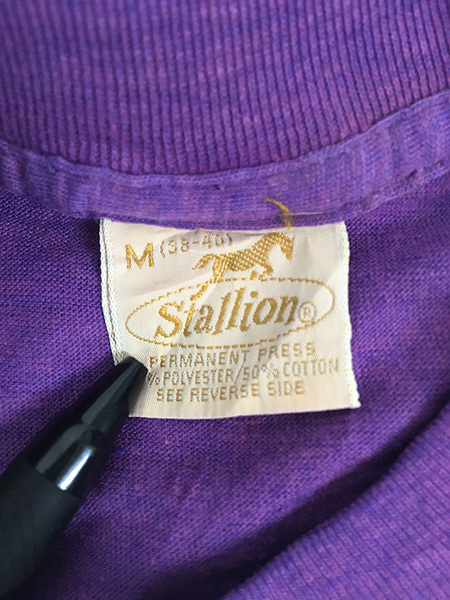 M (38-40)
Stallion®
PERMANENT PRESS
% POLYESTER/50% COTTON
SEE REVERSE SIDE